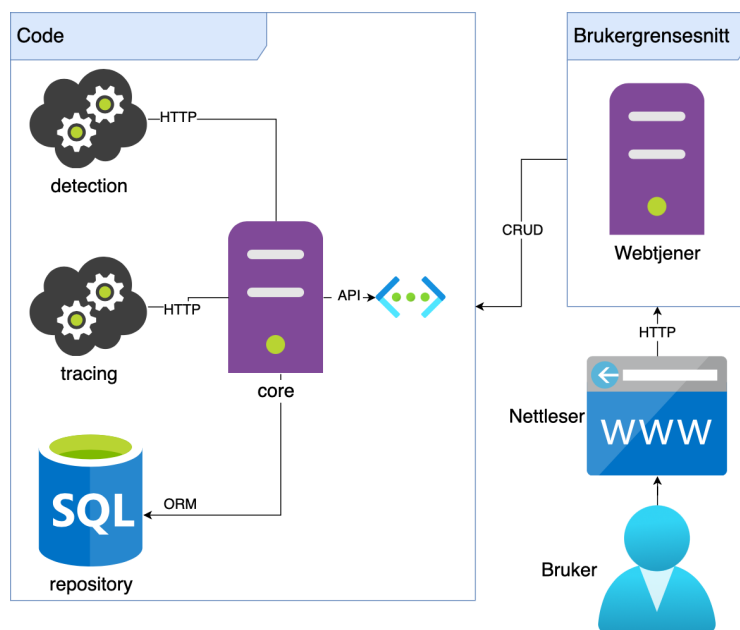 Code
Brukergrensesnitt
HTTP
detection
CRUD
Webtjener
HTTP
API
tracing
core
HTTP
Nettleser
WWW
SQL
ORM
repository
Bruker